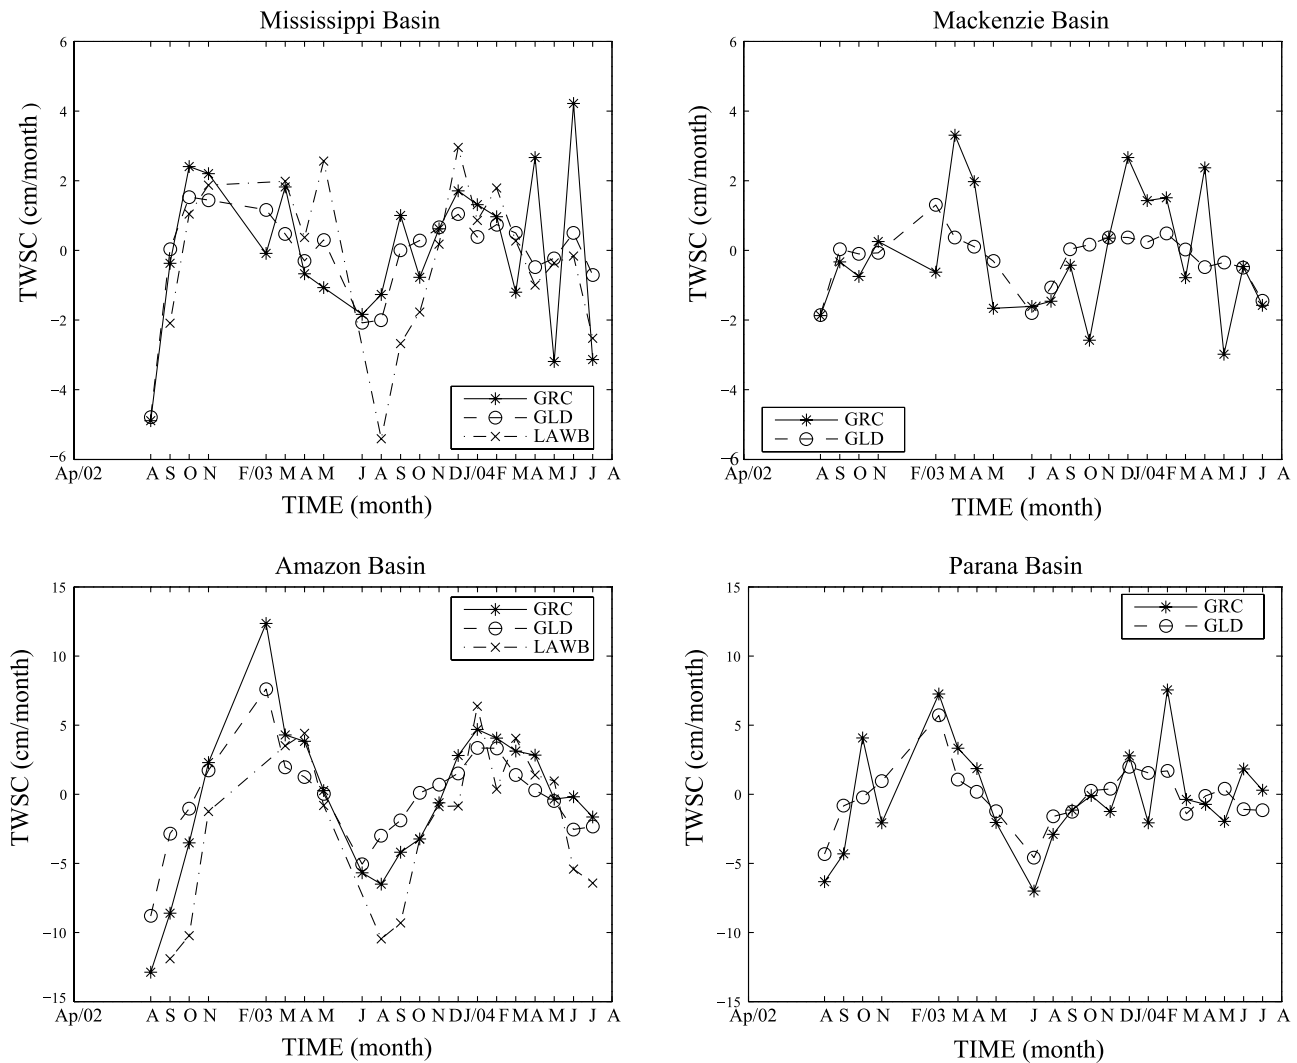 Mississippi Basin
6
4
2
0
−2
−4
−6
TWSC (cm/month )
GRC
GLD
LAWB
Ap/02 A S O N F/03 M A M J A S O N D J/04 F M A M J J A
TIME (month)
Mackenzie Basin
6
4
2
0
−2
−4
−6
TWSC (cm/month)
GRC
GLD
Ap/02 A S O N F/03 M A M J A S O N D J/04 F M A M J J A
TIME (month)
Amazon Basin
15
10
5
0
−5
−10
−15
TWSC (cm/month)
GRC
GLD
LAWB
Ap/02 A S O N F/03 M A M J A S O N D J/04 F M A M J J A
TIME (month)
Parana Basin
15
10
5
0
−5
−10
−15
TWSC (cm/month)
GRC
GLD
Ap/02 A S O N F/03 M A M J A S O N D J/04 F M A M J J A
TIME (month)